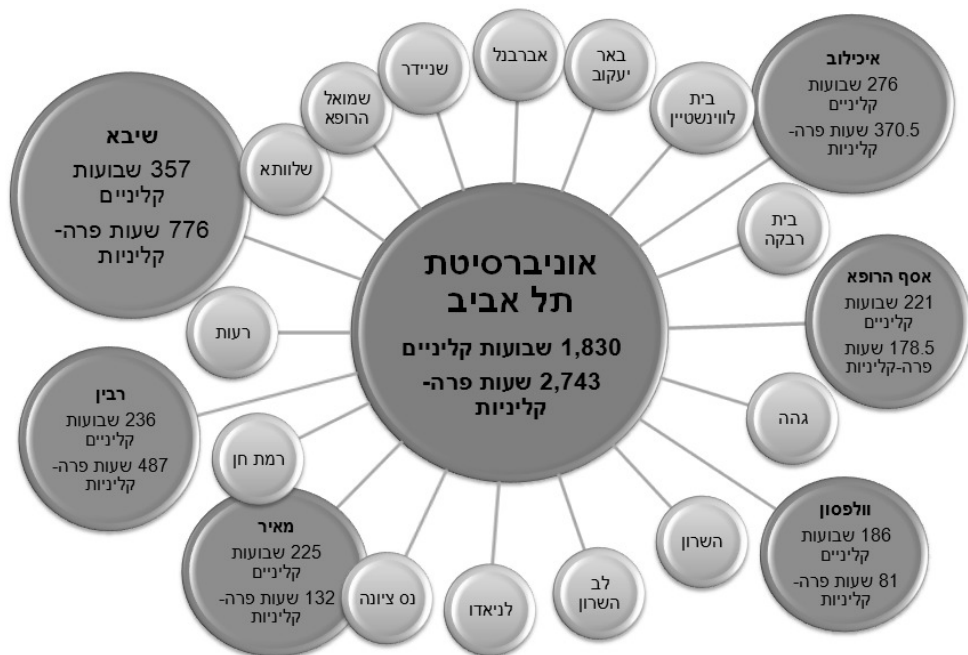 אוניברסיטת
תל אביב
1,830 שבועות קליניים
2,743 שעות פרה-
קליניות
אברבנל
באר
יעקוב
בית
לווינשטיין
איכילוב
276 שבועות
קליניים
370.5 שעות פרה-
קליניות
בית
רבקה
אסף הרופא
221 שבועות
קליניים
178.5 שעות
פרה-קליניות
גהה
וולפסון
186 שבועות
קליניים
81 שעות פרה-
קליניות
השרון
לב
השרון
לניאדו
נס ציונה
מאיר
225 שבועות
קליניים
132 שעות פרה-
קליניות
רמת חן
רבין
236 שבועות
קליניים
487 שעות פרה-
קליניות
רעות
שיבא
357 שבועות
קליניים
776 שעות פרה-
קליניות
שלוותא
שמואל
הרופא
שניידר